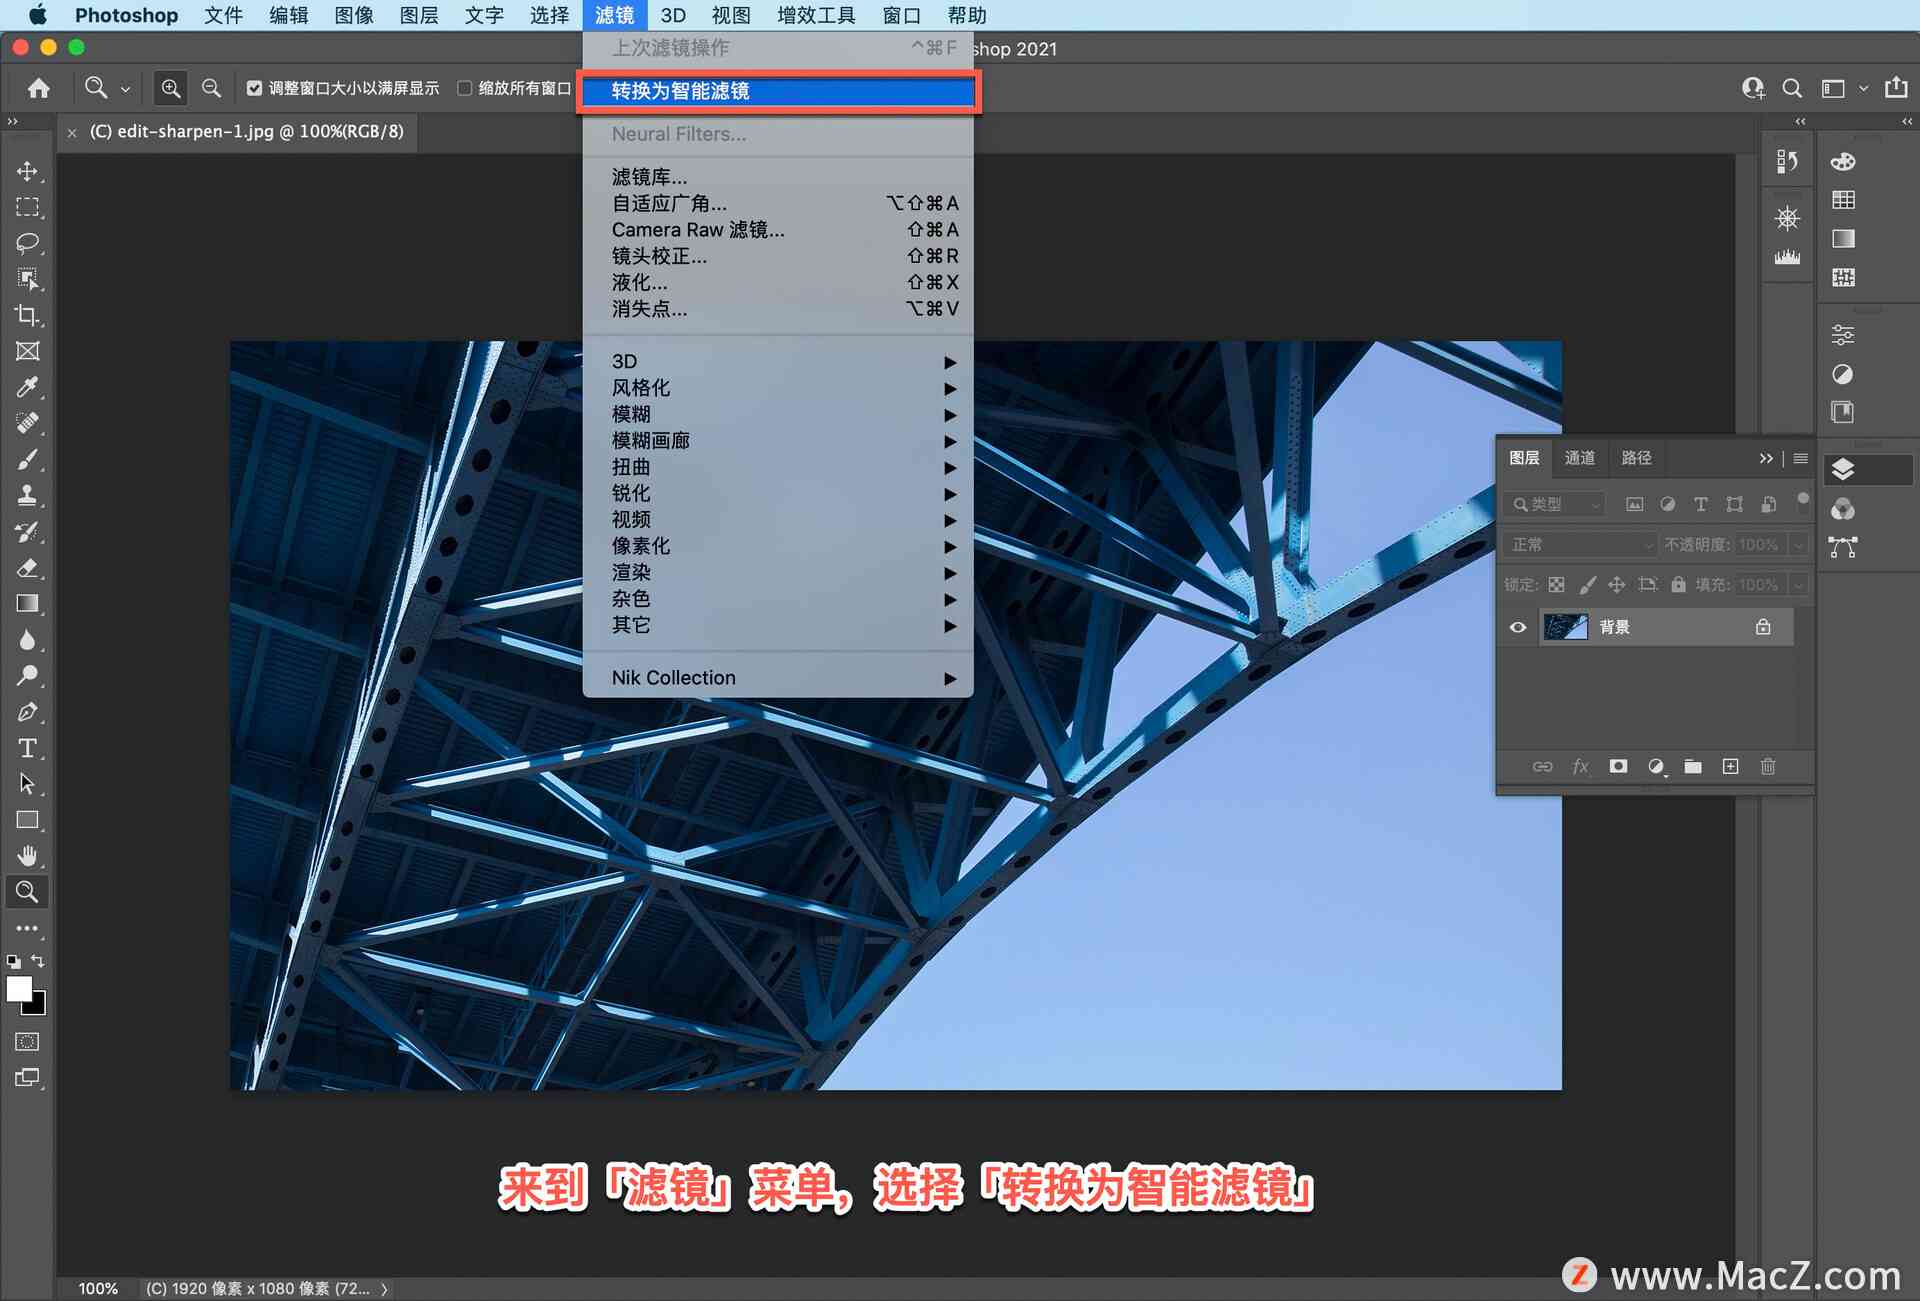 Photoshop 文件 编辑 图像 图层 文字 选择 滤镜 3D 视图 增效工具 窗口 帮助
shop 2021
调整窗口大小以满屏显示 缩放所有窗口
(C) edit-sharpen-1.jpg @ 100%(RGB/8)
上次滤镜操作 ^⌘F
转换为智能滤镜
Neural Filters...
滤镜库...
自适应广角... ⌥⇧⌘A
Camera Raw 滤镜... ⇧⌘A
镜头校正... ⇧⌘R
液化... ⇧⌘X
消失点... ⌥⌘V
3D
风格化
模糊
模糊画廊
扭曲
锐化
视频
像素化
渲染
杂色
其它
Nik Collection
图层 通道 路径
类型
正常 不透明度: 100%
锁定: 填充: 100%
背景
fx
来到「滤镜」菜单，选择「转换为智能滤镜」
100% (C) 1920 像素 x 1080 像素 (72...
Z www.MacZ.com